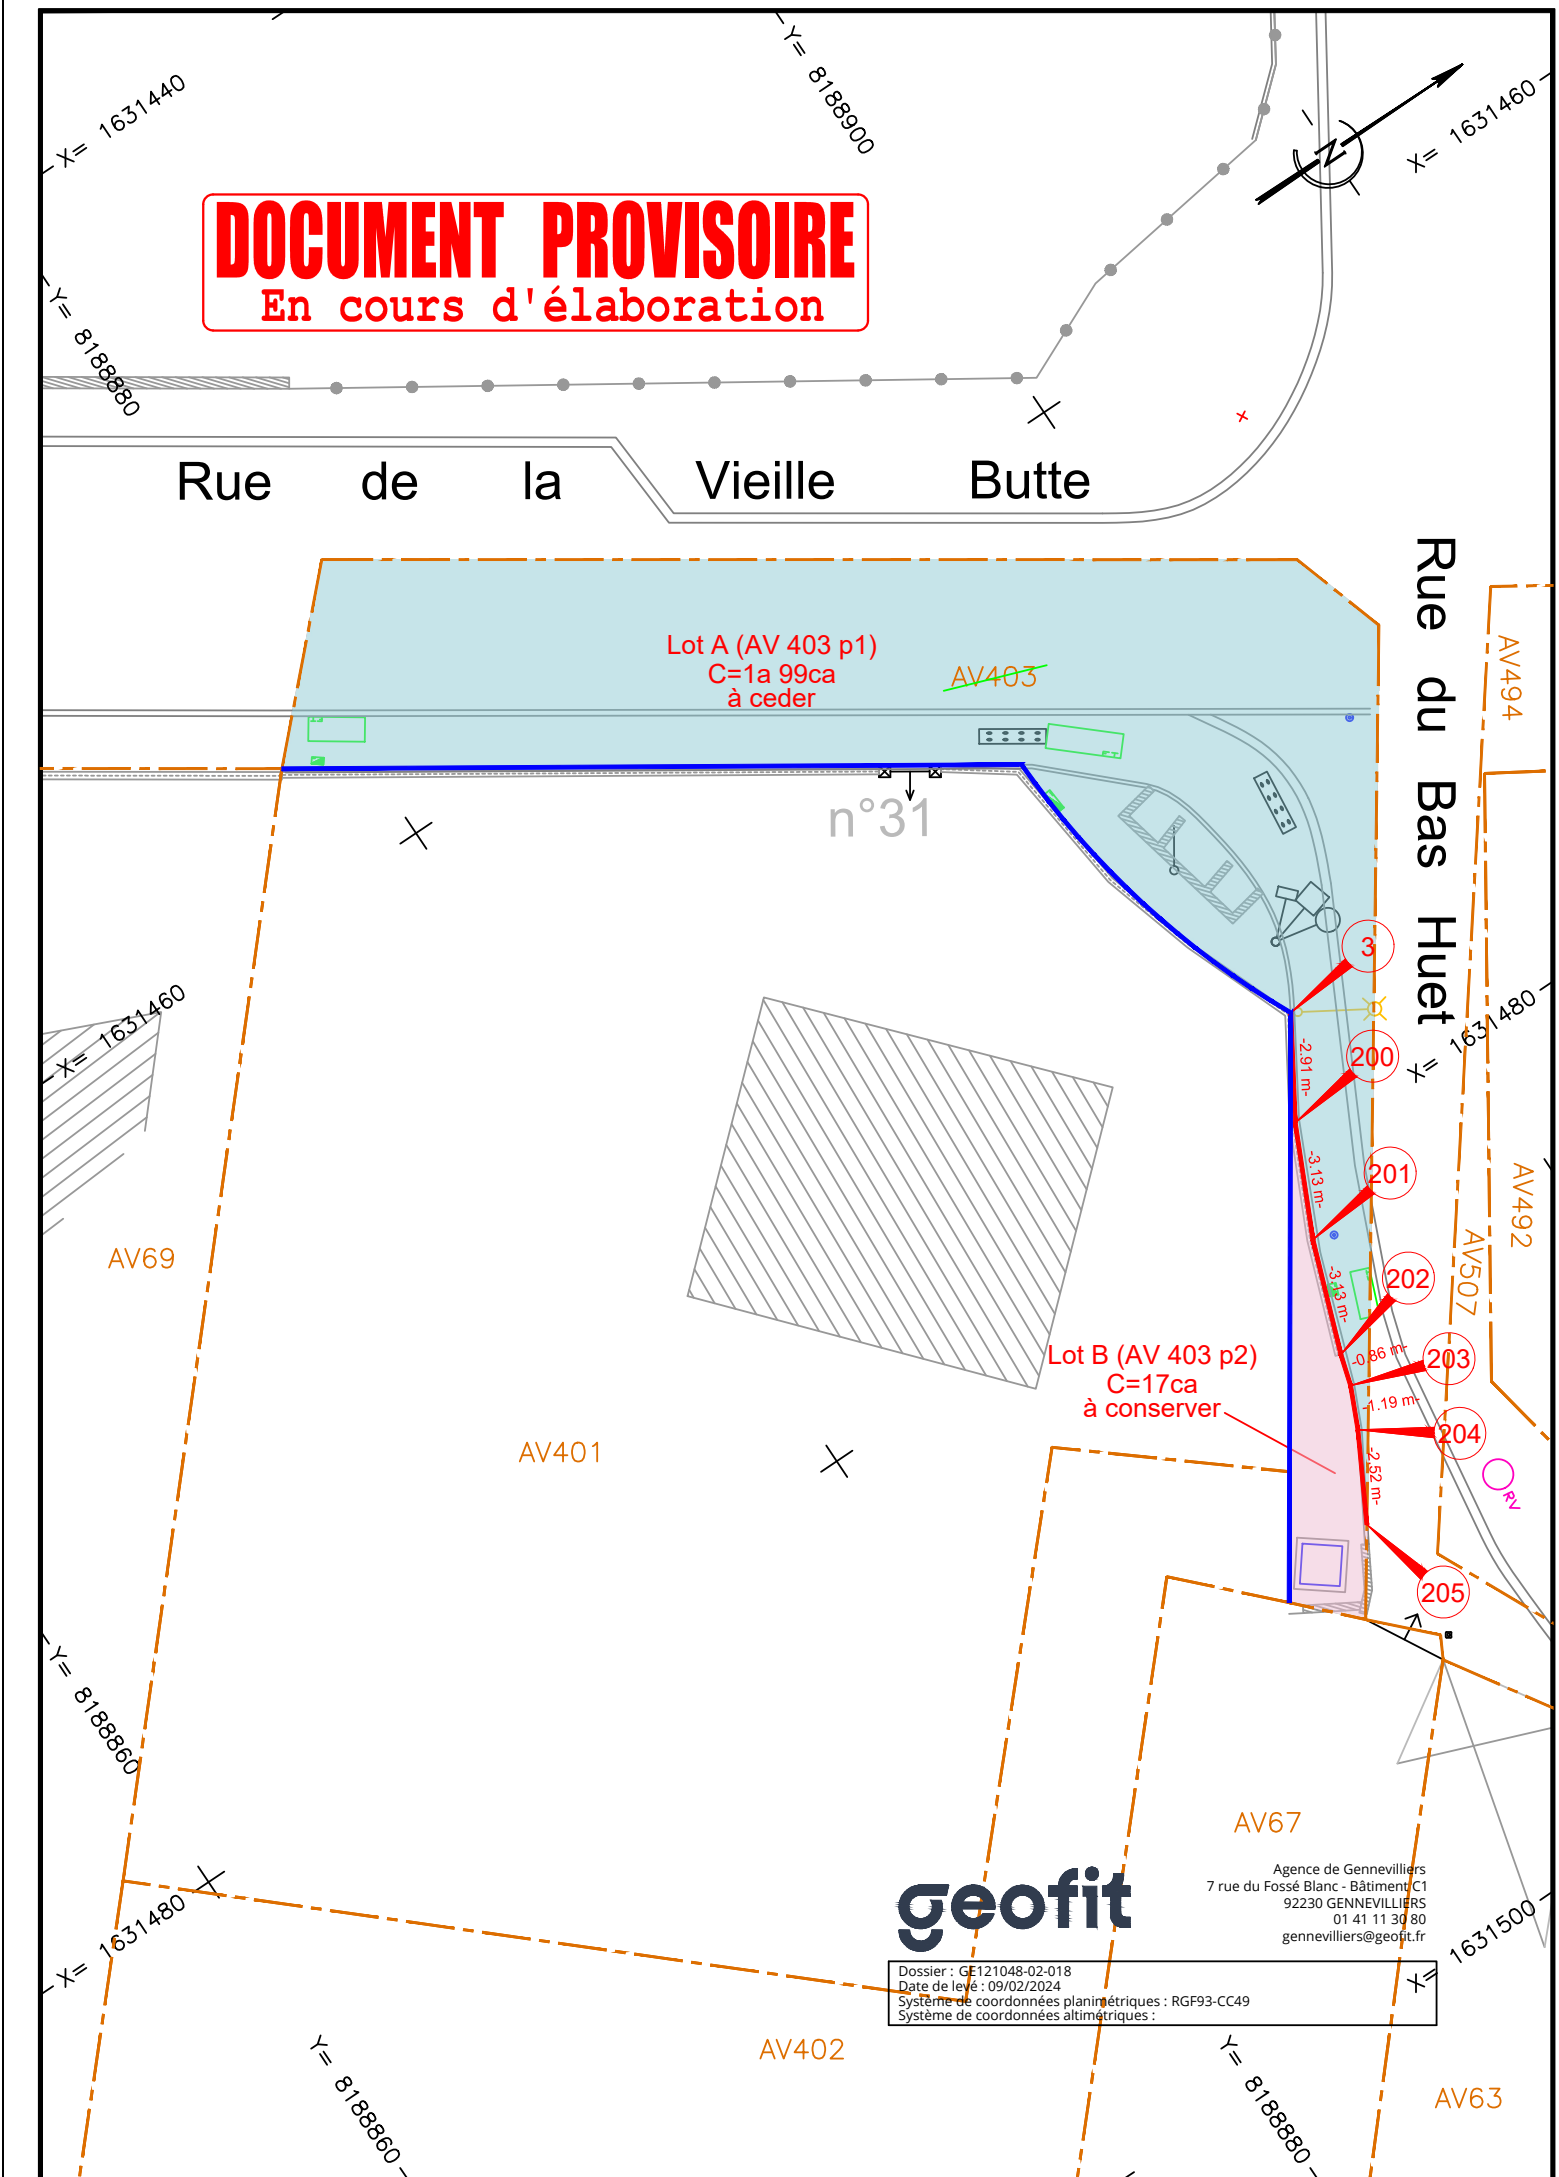 X= 1631440
Y= 8188900
X= 1631460
N
DOCUMENT PROVISOIRE
En cours d'élaboration
Y= 8188880
Rue de la Vieille Butte
Rue du Bas Huet
Lot A (AV 403 p1)
C=1a 99ca
à ceder
AV403
AV494
n°31
3
-2.91 m-
200
X= 1631480
X= 1631460
-3.13 m-
201
AV492
AV507
AV69
-3.13 m-
202
Lot B (AV 403 p2)
C=17ca
à conserver
-0.86 m-
203
-1.19 m-
204
AV401
-2.52 m-
RV
205
Y= 8188860
AV67
geofit
Agence de Gennevilliers
7 rue du Fossé Blanc - Bâtiment C1
92230 GENNEVILLIERS
01 41 11 30 80
gennevilliers@geofit.fr
X= 1631480
X= 1631500
Dossier : GE121048-02-018
Date de levé : 09/02/2024
Système de coordonnées planimétriques : RGF93-CC49
Système de coordonnées altimétriques :
AV402
Y= 8188860
Y= 8188880
AV63